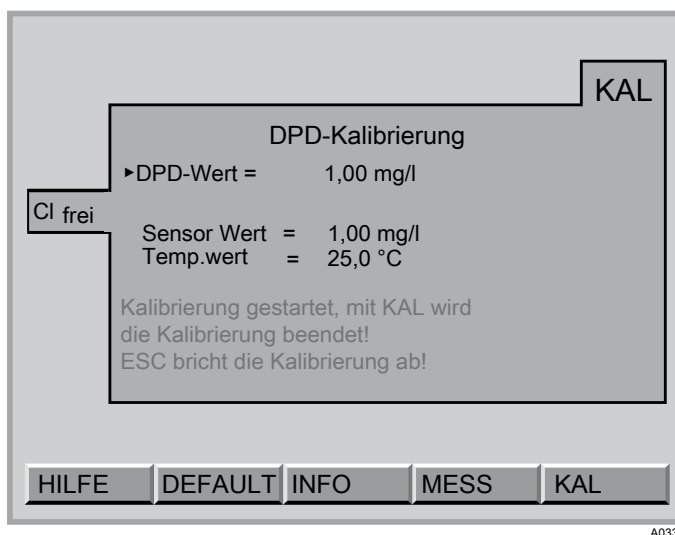 KAL
DPD-Kalibrierung
▸DPD-Wert = 1,00 mg/l
Cl frei
Sensor Wert = 1,00 mg/l
Temp.wert = 25,0 °C
Kalibrierung gestartet, mit KAL wird
die Kalibrierung beendet!
ESC bricht die Kalibrierung ab!
HILFE DEFAULT INFO MESS KAL
A033